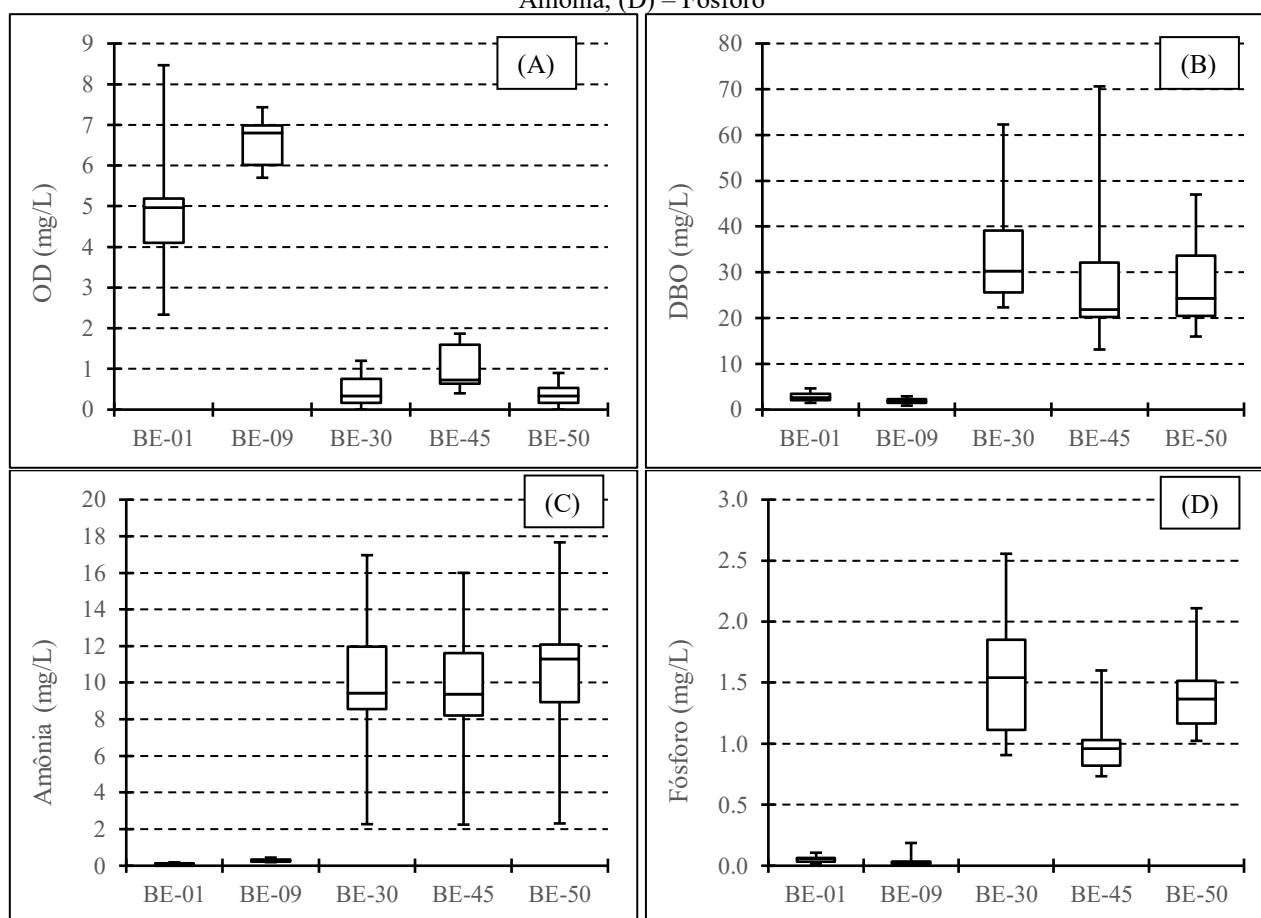 Amônia, (D) – Fósforo
(A)
9
8
7
6
5
4
3
2
1
0
OD (mg/L)
BE-01 BE-09 BE-30 BE-45 BE-50
(B)
80
70
60
50
40
30
20
10
0
DBO (mg/L)
BE-01 BE-09 BE-30 BE-45 BE-50
(C)
20
18
16
14
12
10
8
6
4
2
0
Amônia (mg/L)
BE-01 BE-09 BE-30 BE-45 BE-50
(D)
3.0
2.5
2.0
1.5
1.0
0.5
0.0
Fósforo (mg/L)
BE-01 BE-09 BE-30 BE-45 BE-50